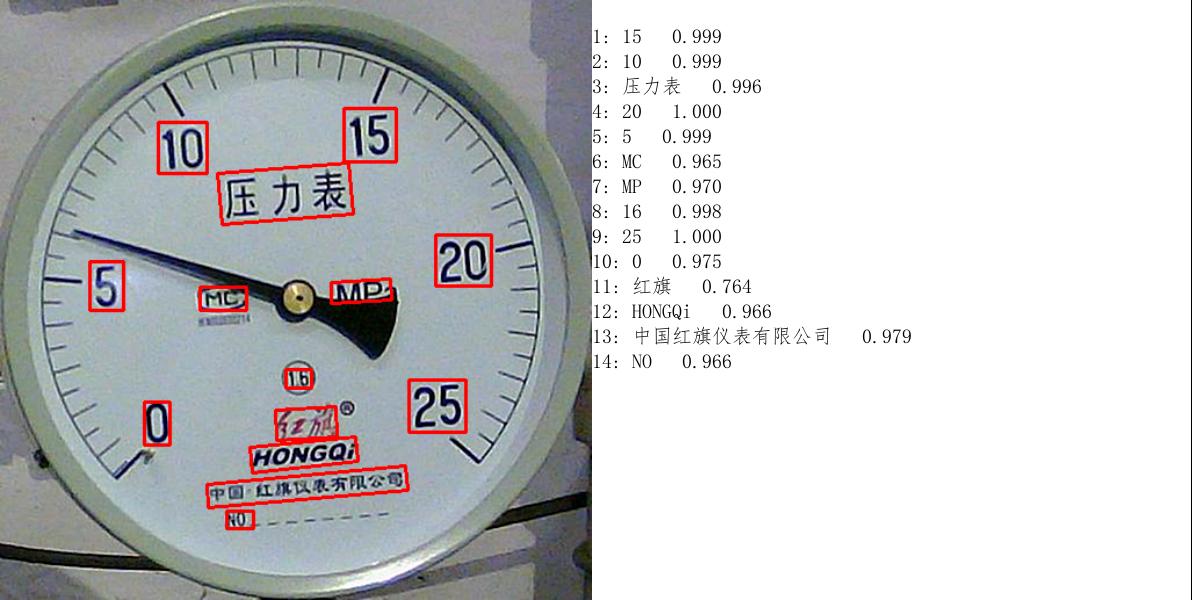 10
15
压力表
5
20
MC
MPa
1.6
0
25
红旗®
HONGQi
中国·红旗仪表有限公司
NO
1: 15 0.999
2: 10 0.999
3: 压力表 0.996
4: 20 1.000
5: 5 0.999
6: MC 0.965
7: MP 0.970
8: 16 0.998
9: 25 1.000
10: 0 0.975
11: 红旗 0.764
12: HONGQi 0.966
13: 中国红旗仪表有限公司 0.979
14: NO 0.966